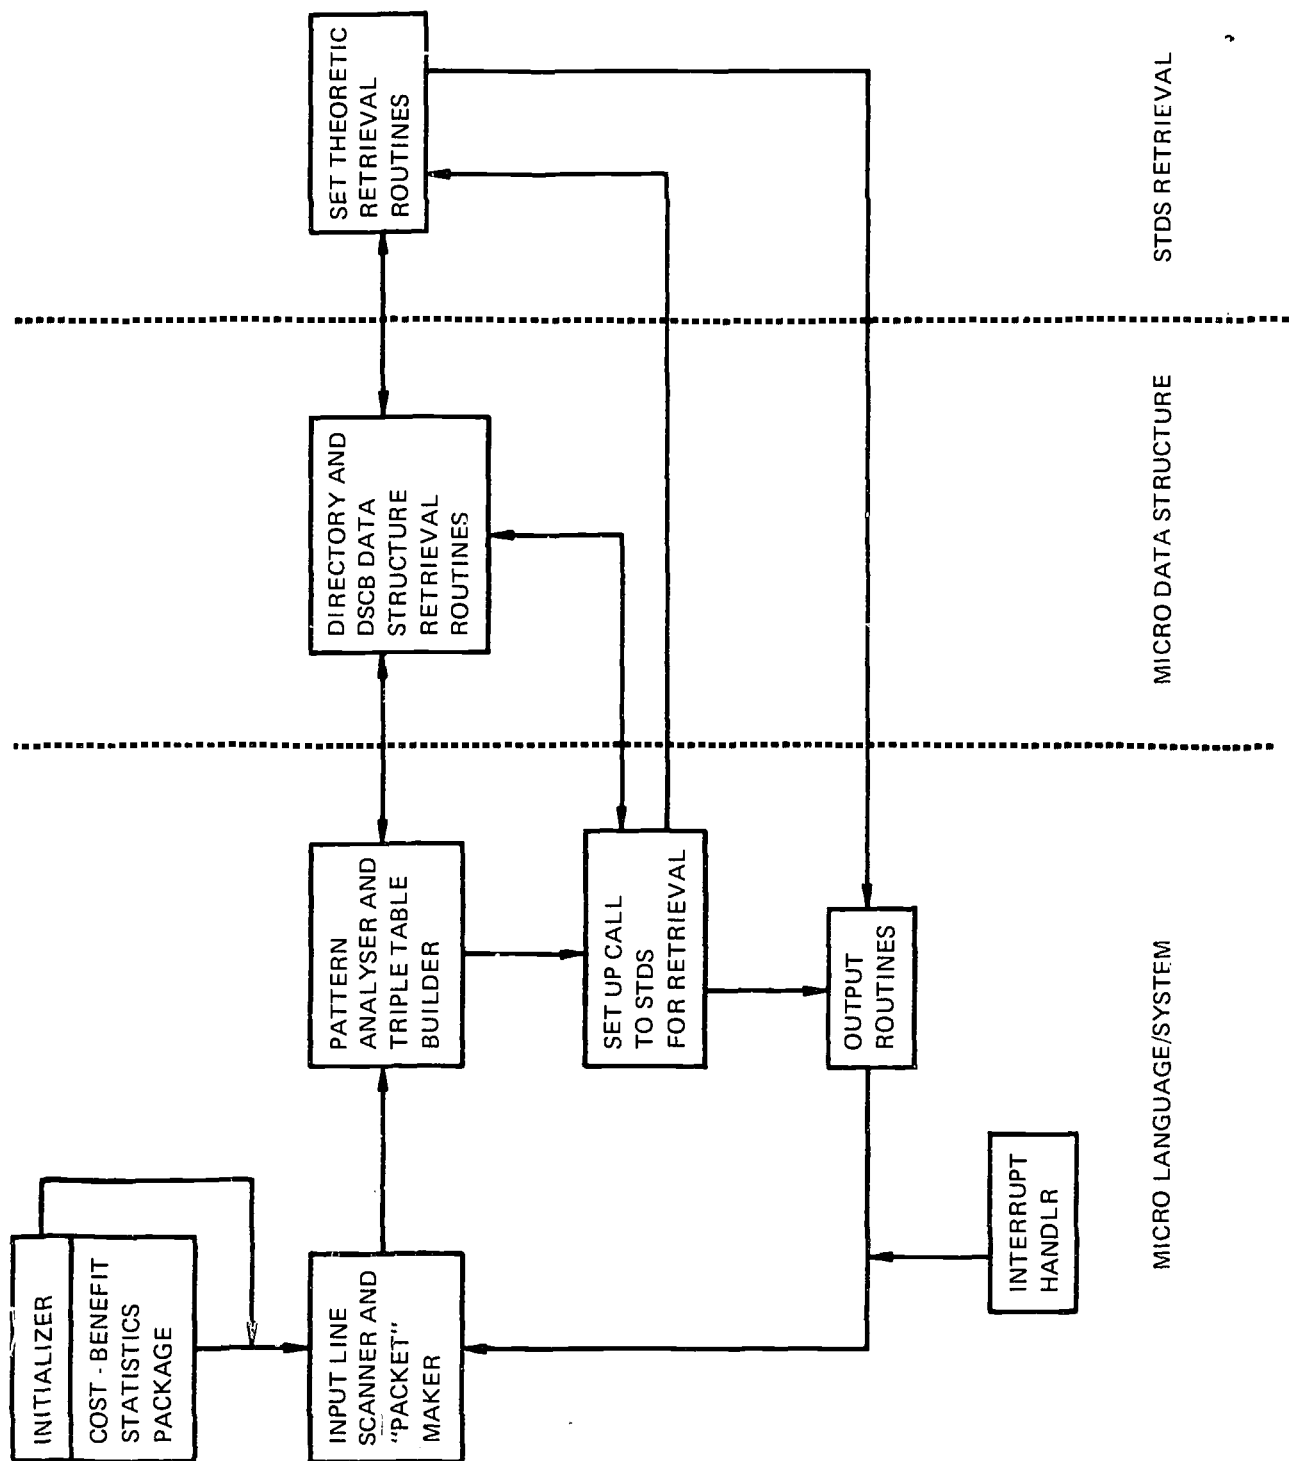 INITIALIZER
COST - BENEFIT
STATISTICS
PACKAGE
INPUT LINE
SCANNER AND
"PACKET"
MAKER
PATTERN
ANALYSER AND
TRIPLE TABLE
BUILDER
DIRECTORY AND
DSCB DATA
STRUCTURE
RETRIEVAL
ROUTINES
SET THEORETIC
RETRIEVAL
ROUTINES
SET UP CALL
TO STDS
FOR RETRIEVAL
OUTPUT
ROUTINES
INTERRUPT
HANDLR
MICRO LANGUAGE/SYSTEM
MICRO DATA STRUCTURE
STDS RETRIEVAL